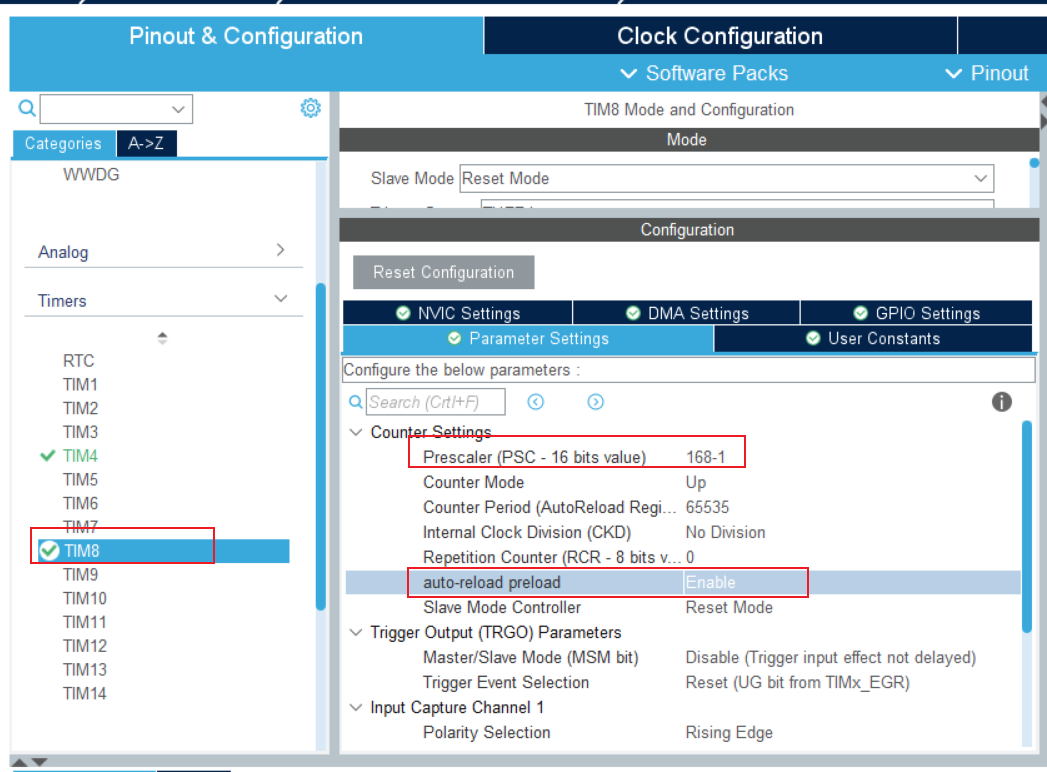 Pinout & Configuration
Clock Configuration
Software Packs
Pinout
Categories
A->Z
WWDG
Analog
Timers
RTC
TIM1
TIM2
TIM3
TIM4
TIM5
TIM6
TIM7
TIM8
TIM9
TIM10
TIM11
TIM12
TIM13
TIM14
TIM8 Mode and Configuration
Mode
Slave Mode Reset Mode
Configuration
Reset Configuration
NVIC Settings
DMA Settings
GPIO Settings
Parameter Settings
User Constants
Configure the below parameters :
Search (Crtl+F)
Counter Settings
Prescaler (PSC - 16 bits value) 168-1
Counter Mode Up
Counter Period (AutoReload Regi... 65535
Internal Clock Division (CKD) No Division
Repetition Counter (RCR - 8 bits v... 0
auto-reload preload Enable
Slave Mode Controller Reset Mode
Trigger Output (TRGO) Parameters
Master/Slave Mode (MSM bit) Disable (Trigger input effect not delayed)
Trigger Event Selection Reset (UG bit from TIMx_EGR)
Input Capture Channel 1
Polarity Selection Rising Edge